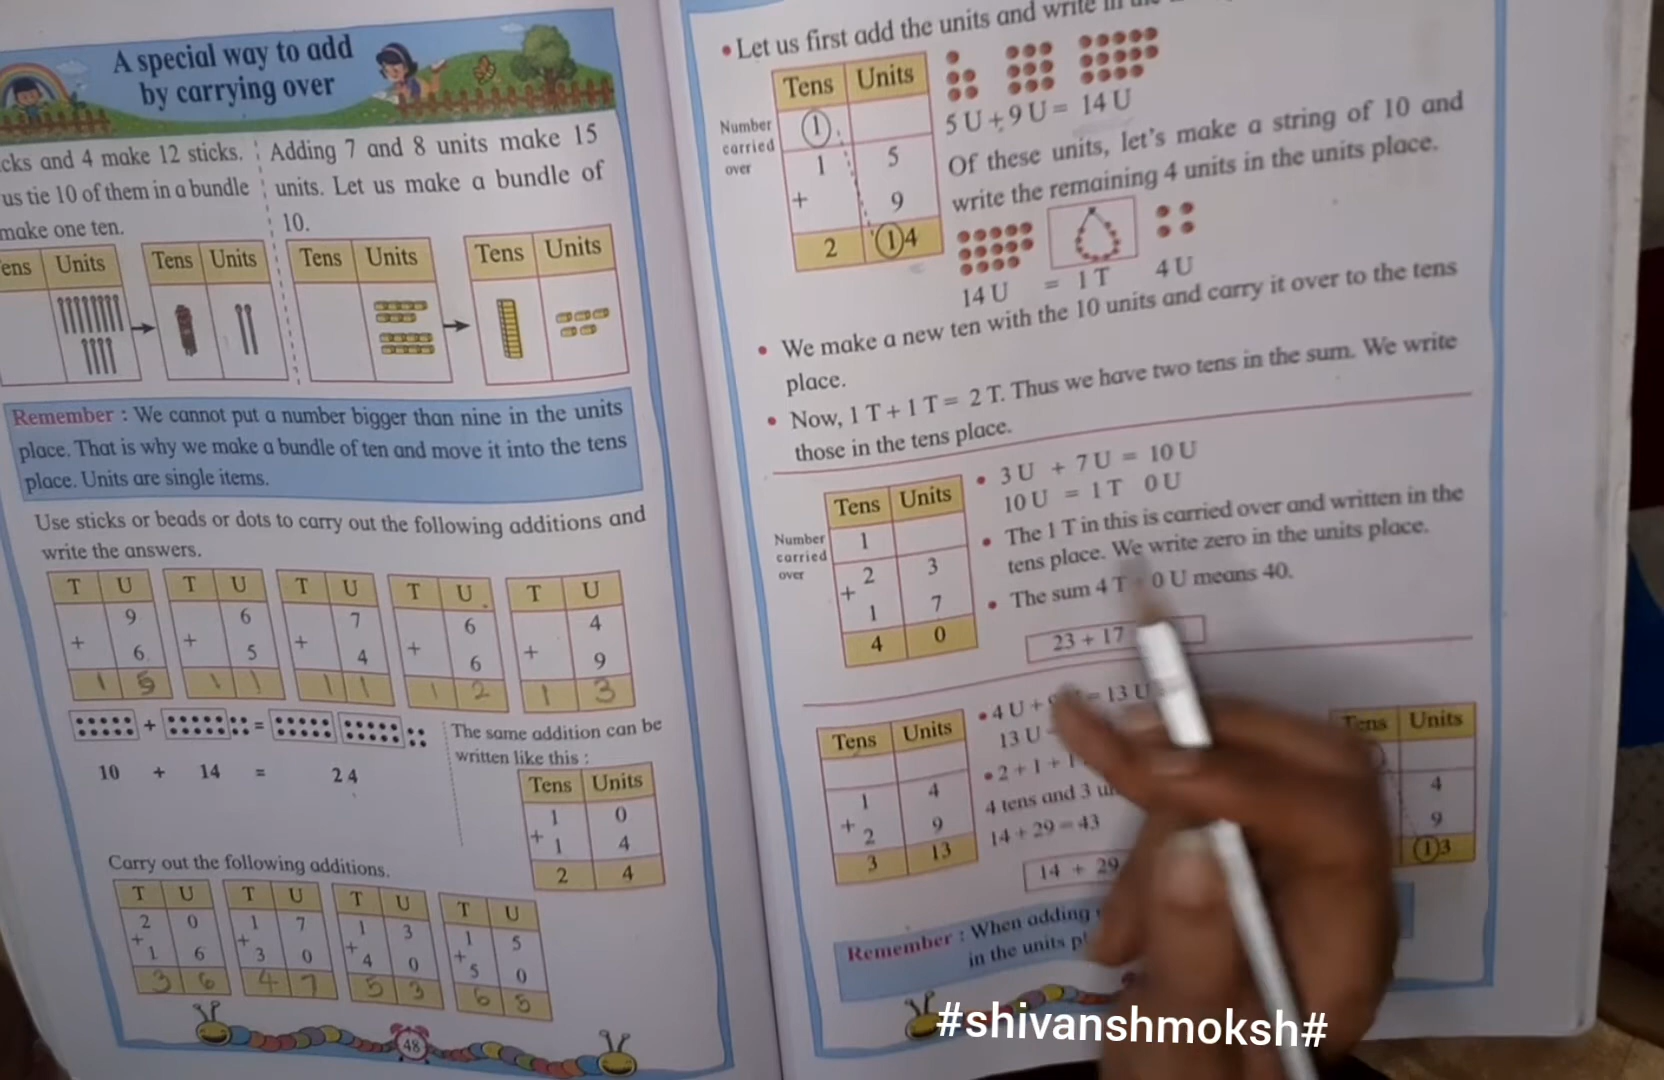 A special way to add
by carrying over
cks and 4 make 12 sticks.
us tie 10 of them in a bundle
make one ten.
Adding 7 and 8 units make 15
units. Let us make a bundle of
10.
ens Units
Tens Units
Tens Units
Tens Units
Remember : We cannot put a number bigger than nine in the units
place. That is why we make a bundle of ten and move it into the tens
place. Units are single items.
Use sticks or beads or dots to carry out the following additions and
write the answers.
T U T U T U T U T U
9 6 7 6 4
+ + + + +
6 5 4 6 9
1 5 1 1 1 1 1 2 1 3
+ =
10 + 14 = 24
The same addition can be
written like this :
Tens Units
1 0
+ 1 4
2 4
Carry out the following additions.
T U T U T U T U
2 0 1 7 1 3 1 5
+ + + +
1 6 3 0 4 0 5 0
3 6 4 7 5 3 6 5
48
• Let us first add the units and write in
Tens Units
Number
carried
over
1
1 5
+ 9
2 14
5 U + 9 U = 14 U
Of these units, let's make a string of 10 and
write the remaining 4 units in the units place.
14 U = 1 T 4 U
• We make a new ten with the 10 units and carry it over to the tens
place.
• Now, 1 T + 1 T = 2 T. Thus we have two tens in the sum. We write
those in the tens place.
Tens Units
Number
carried
over
1
2 3
+
1 7
4 0
• 3 U + 7 U = 10 U
10 U = 1 T 0 U
• The 1 T in this is carried over and written in the
tens place. We write zero in the units place.
• The sum 4 T 0 U means 40.
23 + 17
Tens Units
1 4
+
2 9
3 13
• 4 U + = 13 U
13 U
• 2 + 1 + 1
4 tens and 3
14 + 29 = 43
14 + 29
Tens Units
4
9
13
Remember : When adding
in the units
#shivanshmoksh#